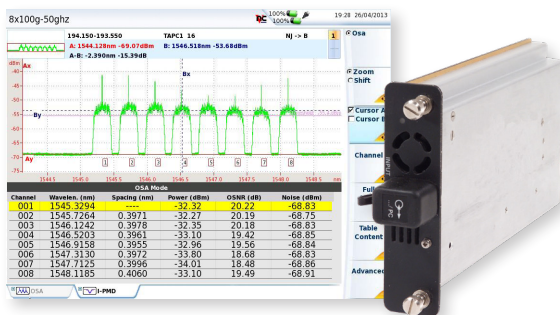 8x100g-50ghz
100%
100%
19:28 26/04/2013
194.150-193.550 TAPC1 16 NJ -> B 1
A: 1544.128nm -69.07dBm B: 1546.518nm -53.68dBm
A-B: -2.390nm -15.39dB
dBm
Ax
Bx
By
Ay
-40
-45
-50
-55
-60
-65
-70
-75
1 2 3 4 5 6 7 8
1544.5 1545.0 1545.5 1546.0 1546.5 1547.0 1547.5 1548.0 1548.5 nm
OSA Mode
Channel Wavelen. (nm) Spacing (nm) Power (dBm) OSNR (dB) Noise (dBm)
001 1545.3294 ---- -32.32 20.22 -68.83
002 1545.7264 0.3971 -32.27 20.19 -68.75
003 1546.1242 0.3978 -32.35 20.18 -68.83
004 1546.5203 0.3961 -33.10 19.42 -68.85
005 1546.9158 0.3955 -32.96 19.56 -68.84
006 1547.3130 0.3972 -33.80 18.68 -68.83
007 1547.7125 0.3996 -34.01 18.48 -68.86
008 1548.1185 0.4060 -33.10 19.49 -68.91
OSA
I-PMD
Osa
Zoom
Shift
Cursor A
Cursor B
Channel
Full
Table
Content
Advanced
INPUT
PC